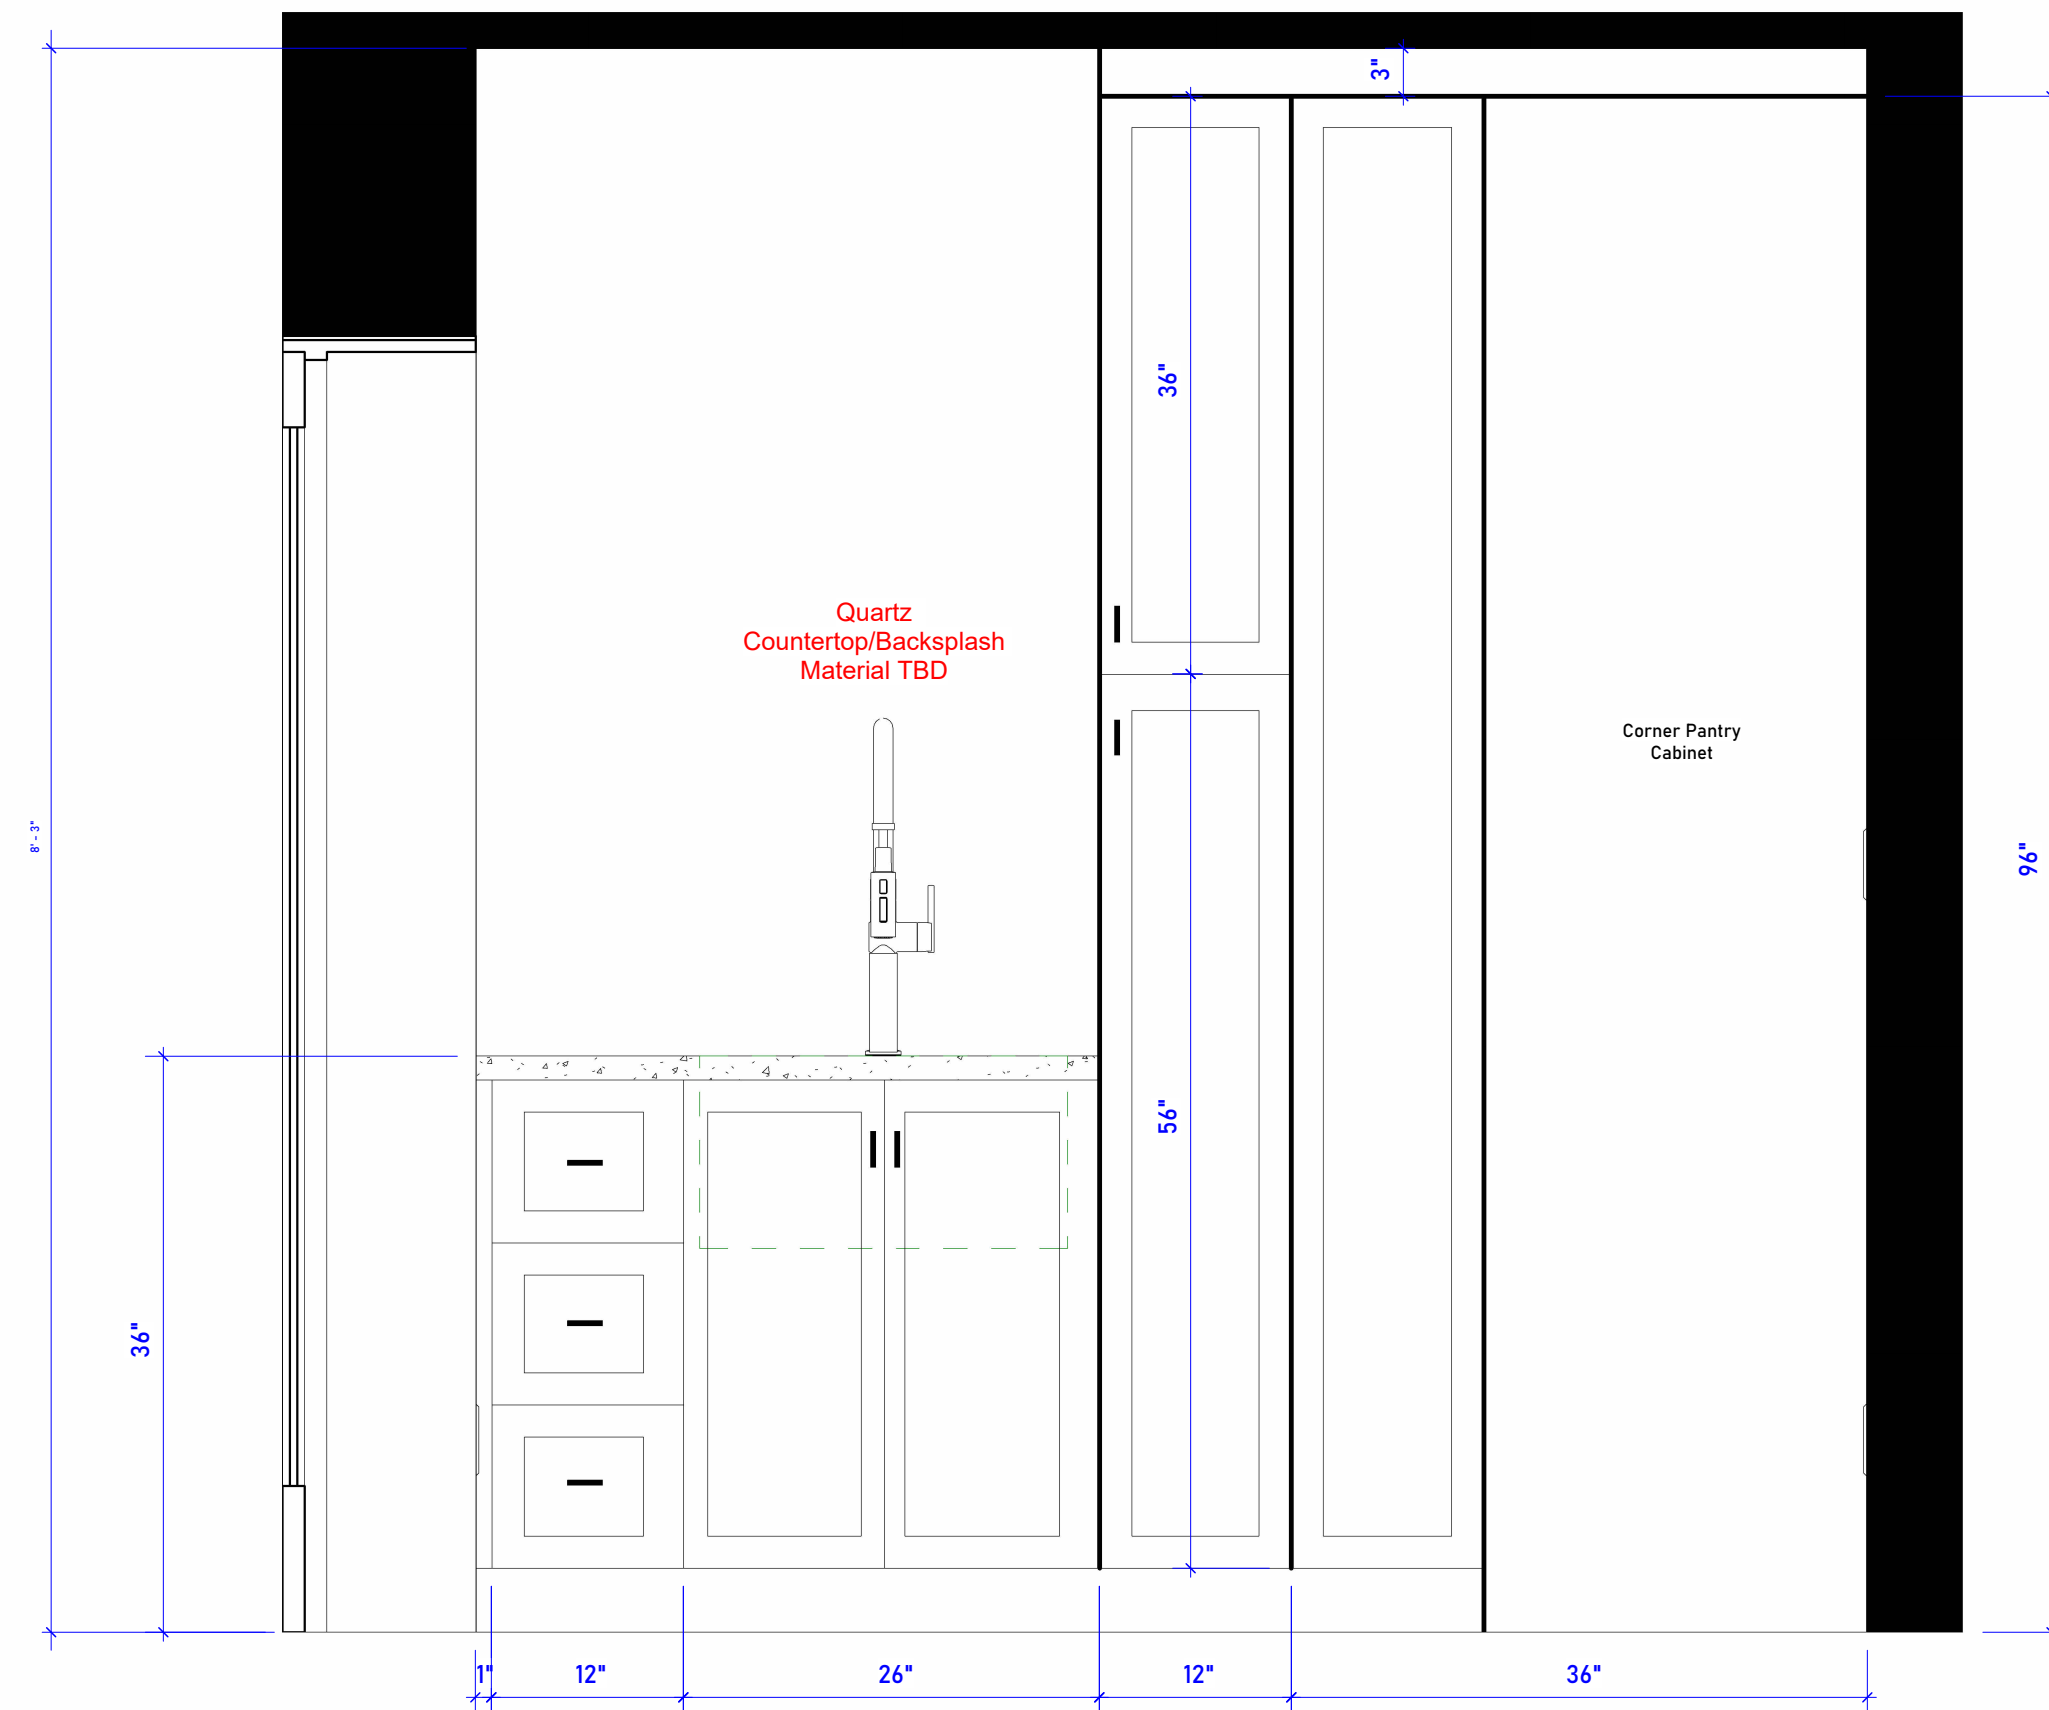 3"
36"
Quartz
Countertop/Backsplash
Material TBD
Corner Pantry
Cabinet
8' - 3"
96"
56"
36"
1"
12"
26"
12"
36"